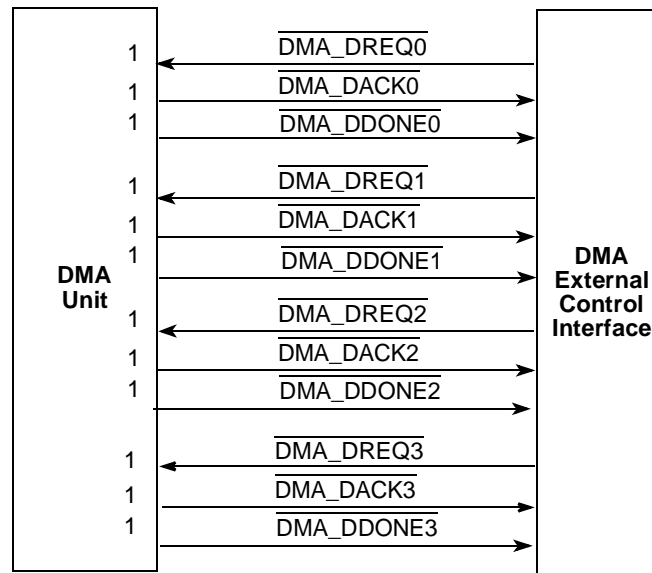 1 DMA_DREQ0
1 DMA_DACK0
1 DMA_DDONE0
1 DMA_DREQ1
1 DMA_DACK1
1 DMA_DDONE1
DMA
Unit
DMA
External
Control
Interface
1 DMA_DREQ2
1 DMA_DACK2
1 DMA_DDONE2
1 DMA_DREQ3
1 DMA_DACK3
1 DMA_DDONE3